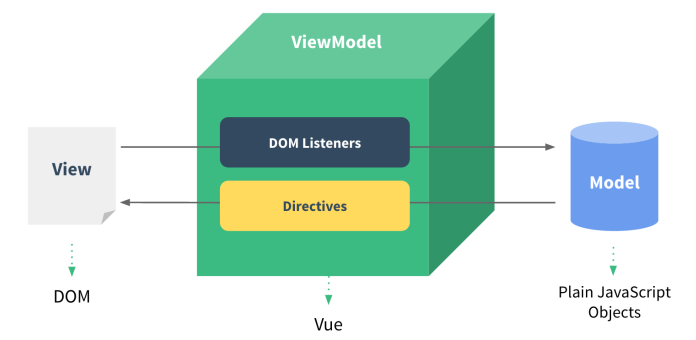 ViewModel
DOM Listeners
View
Directives
Model
DOM
Vue
Plain JavaScript
Objects